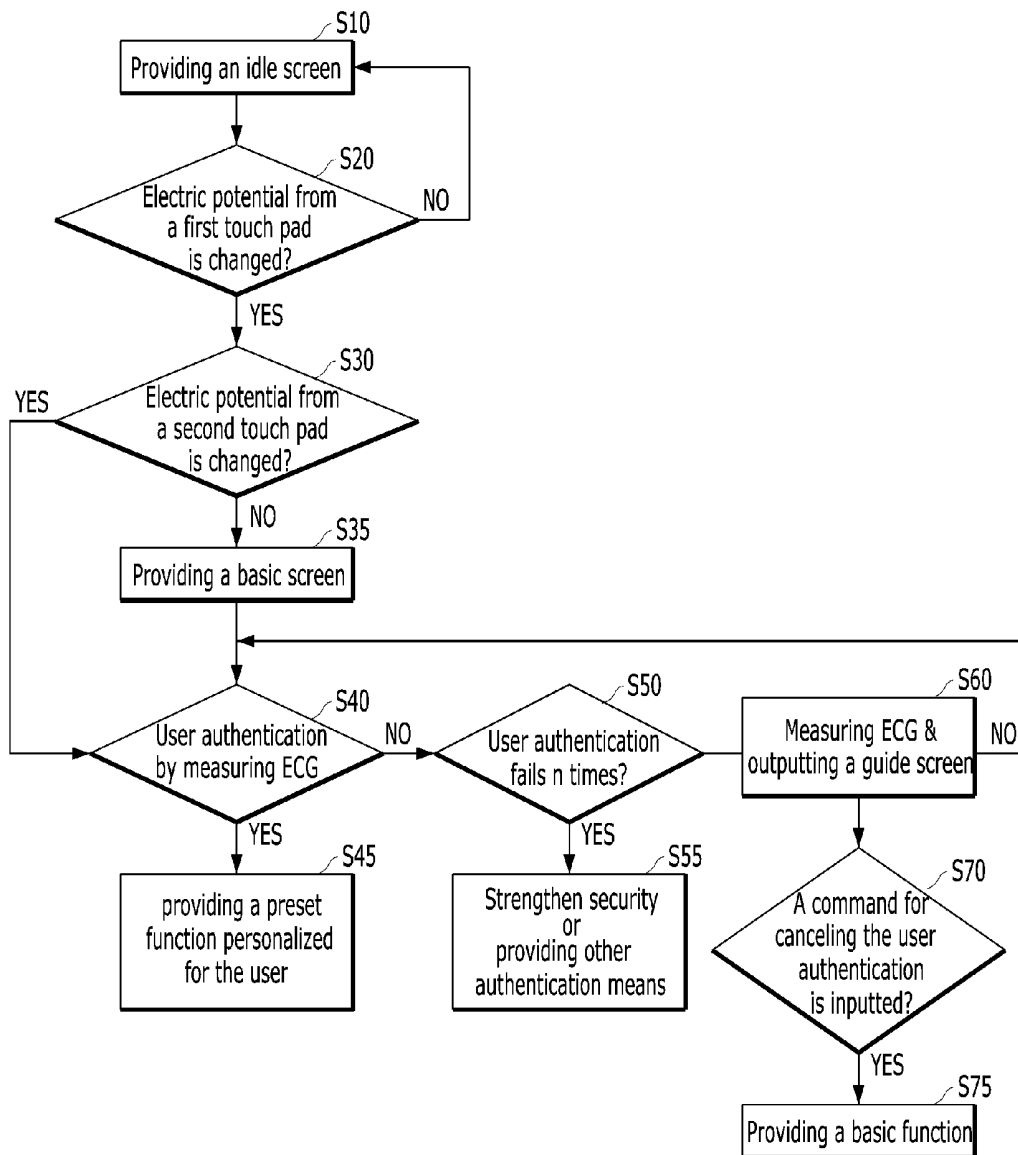 S10
Providing an idle screen
S20
Electric potential from
a first touch pad
is changed?
NO
YES
S30
YES
Electric potential from
a second touch pad
is changed?
NO
S35
Providing a basic screen
S40
User authentication
by measuring ECG
NO
YES
S45
providing a preset
function personalized
for the user
S50
User authentication
fails n times?
YES
S55
Strengthen security
or
providing other
authentication means
S60
Measuring ECG &
outputting a guide screen
NO
S70
A command for
canceling the user
authentication
is inputted?
YES
S75
Providing a basic function